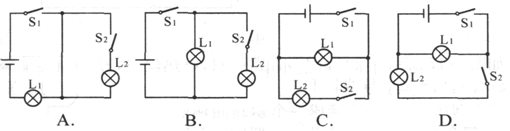 S₁ S₁ S₁ S₁
S₂ S₂ L₁ L₁
L₂ L₁ L₂ L₂ S₂
L₁ L₂ S₂
A. B. C. D.